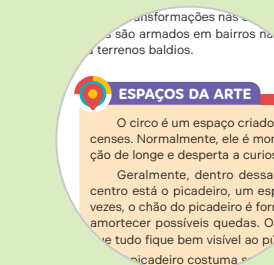 ansformações nas
são armados em bairros na
terrenos baldios.
ESPAÇOS DA ARTE
O circo é um espaço criado
censes. Normalmente, ele é mon
ção de longe e desperta a curios
Geralmente, dentro dessa
centro está o picadeiro, um esp
vezes, o chão do picadeiro é for
amortecer possíveis quedas. O
que tudo fique bem visível ao pú
picadeiro costuma s